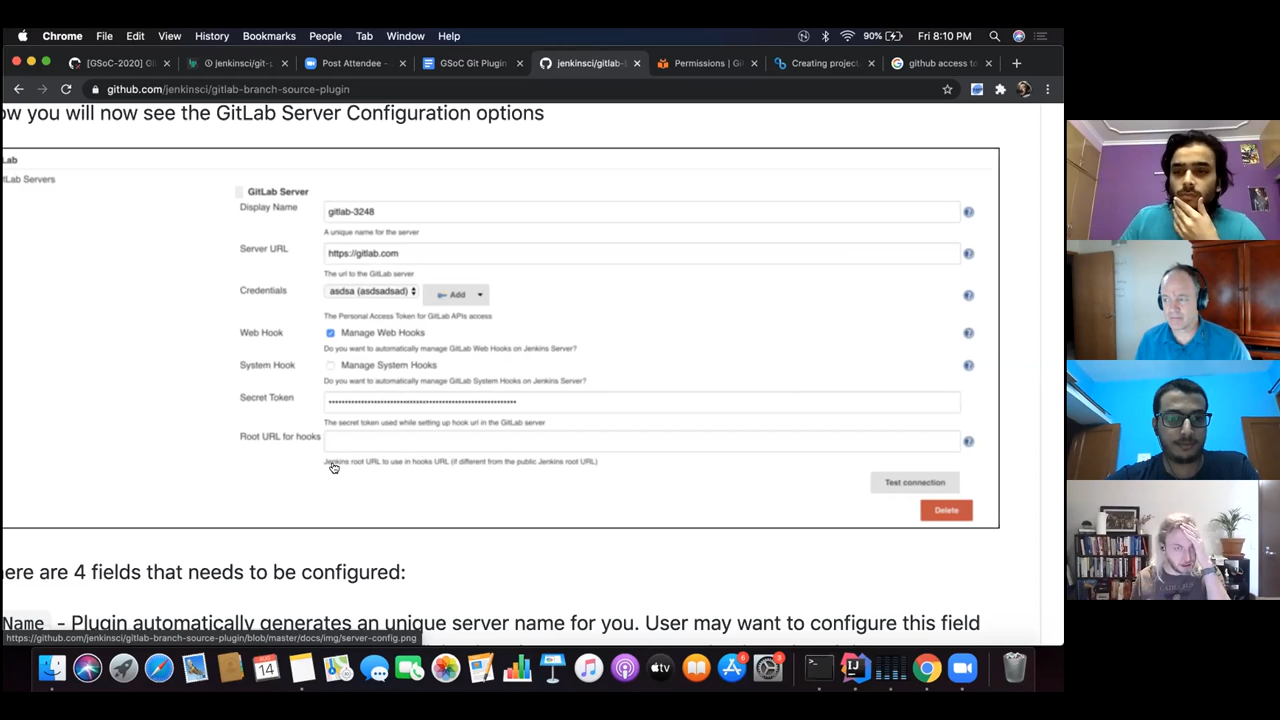 Chrome File Edit View History Bookmarks People Tab Window Help 90% Fri 8:10 PM
[GSoC-2020] Gi jenkinsci/git-p Post Attendee - GSoC Git Plugin jenkinsci/gitlab-b Permissions | Git Creating project github access to
github.com/jenkinsci/gitlab-branch-source-plugin
ow you will now see the GitLab Server Configuration options
Lab
tLab Servers
GitLab Server
Display Name gitlab-3248
A unique name for the server
Server URL https://gitlab.com
The url to the GitLab server
Credentials asdsa (asdsadsad) Add
The Personal Access Token for GitLab APIs access
Web Hook Manage Web Hooks
Do you want to automatically manage GitLab Web Hooks on Jenkins Server?
System Hook Manage System Hooks
Do you want to automatically manage GitLab System Hooks on Jenkins Server?
Secret Token
The secret token used while setting up hook url in the GitLab server
Root URL for hooks
Jenkins root URL to use in hooks URL (if different from the public Jenkins root URL)
Test connection
Delete
ere are 4 fields that needs to be configured:
Name - Plugin automatically generates an unique server name for you. User may want to configure this field
https://github.com/jenkinsci/gitlab-branch-source-plugin/blob/master/docs/img/server-config.png
14
tv